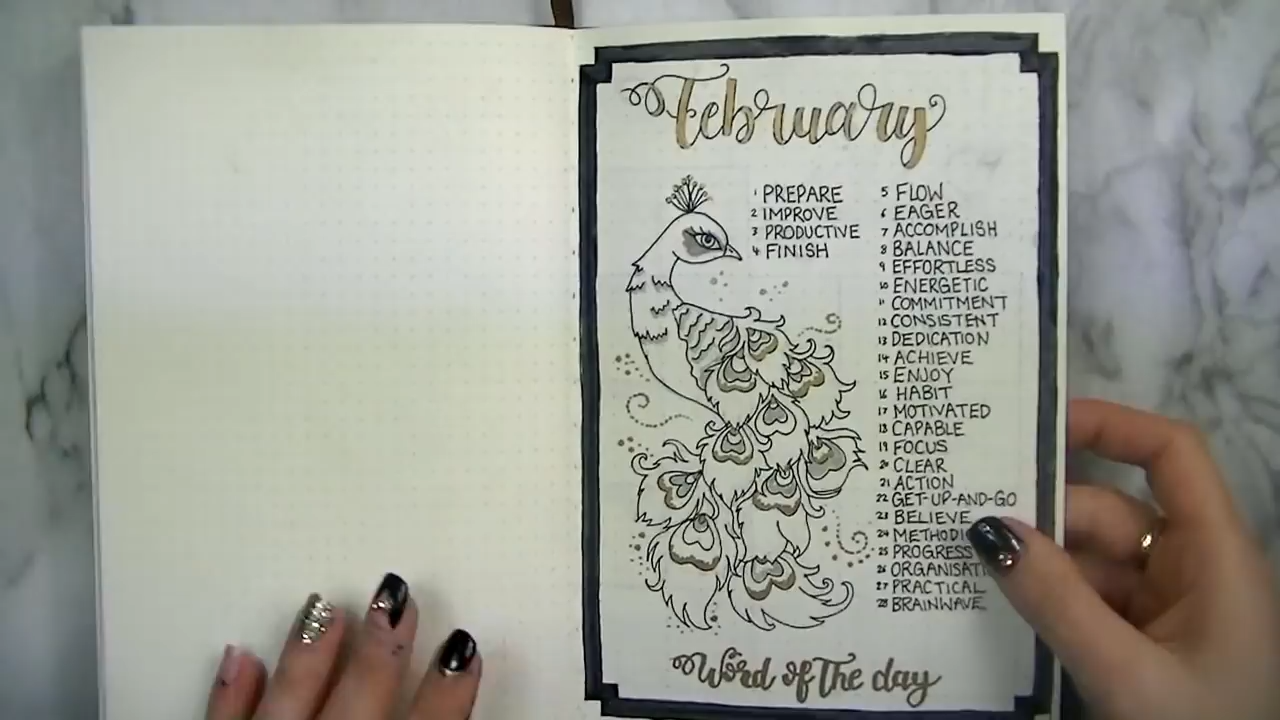 February
1 PREPARE
2 IMPROVE
3 PRODUCTIVE
4 FINISH
5 FLOW
6 EAGER
7 ACCOMPLISH
8 BALANCE
9 EFFORTLESS
10 ENERGETIC
11 COMMITMENT
12 CONSISTENT
13 DEDICATION
14 ACHIEVE
15 ENJOY
16 HABIT
17 MOTIVATED
18 CAPABLE
19 FOCUS
20 CLEAR
21 ACTION
22 GET-UP-AND-GO
23 BELIEVE
24
25 PROGRESS
26
27 PRACTICAL
28 BRAINWAVE
Word of The day